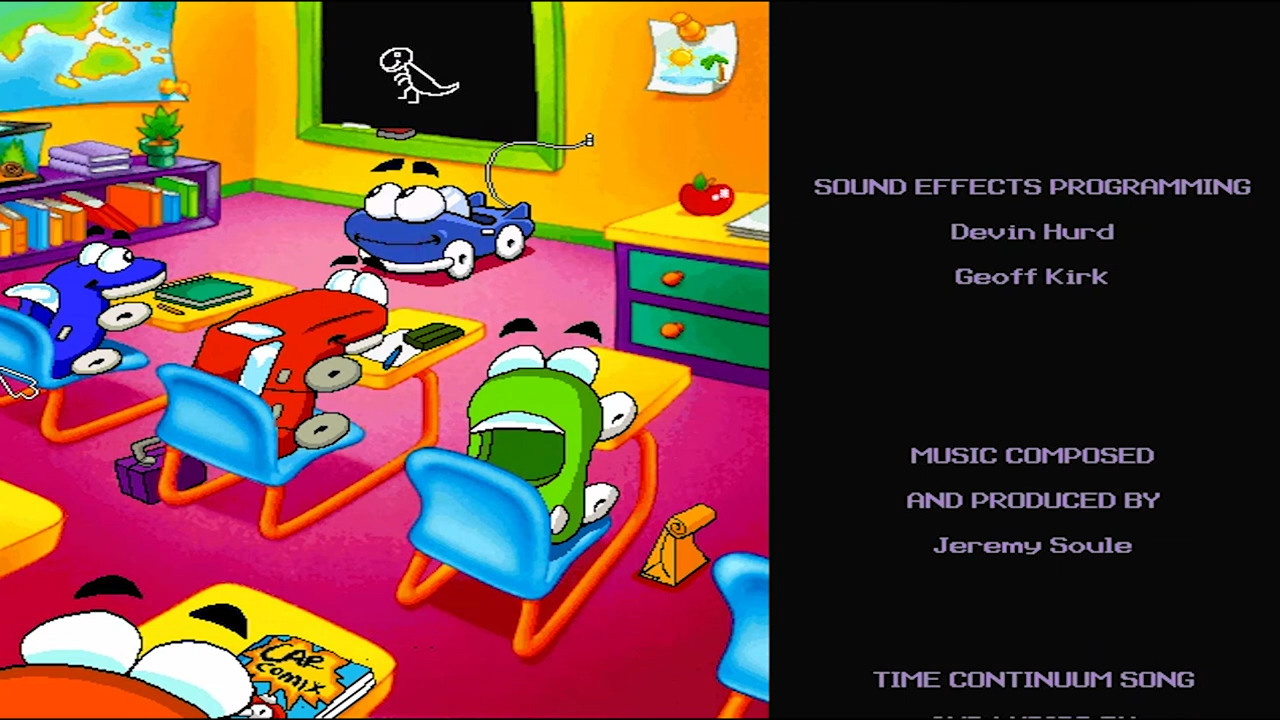 SOUND EFFECTS PROGRAMMING
Devin Hurd
Geoff Kirk
MUSIC COMPOSED
AND PRODUCED BY
Jeremy Soule
TIME CONTINUUM SONG
CAR
COMIX